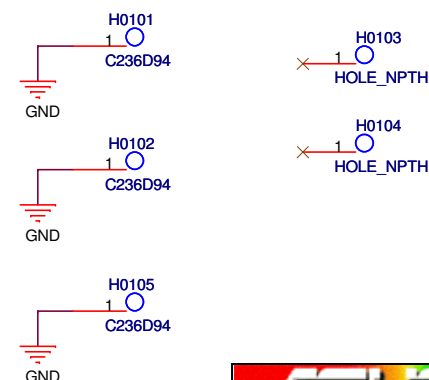 H0101
1
C236D94
GND
H0103
1
HOLE_NPTH
H0102
1
C236D94
GND
H0104
1
HOLE_NPTH
H0105
1
C236D94
GND